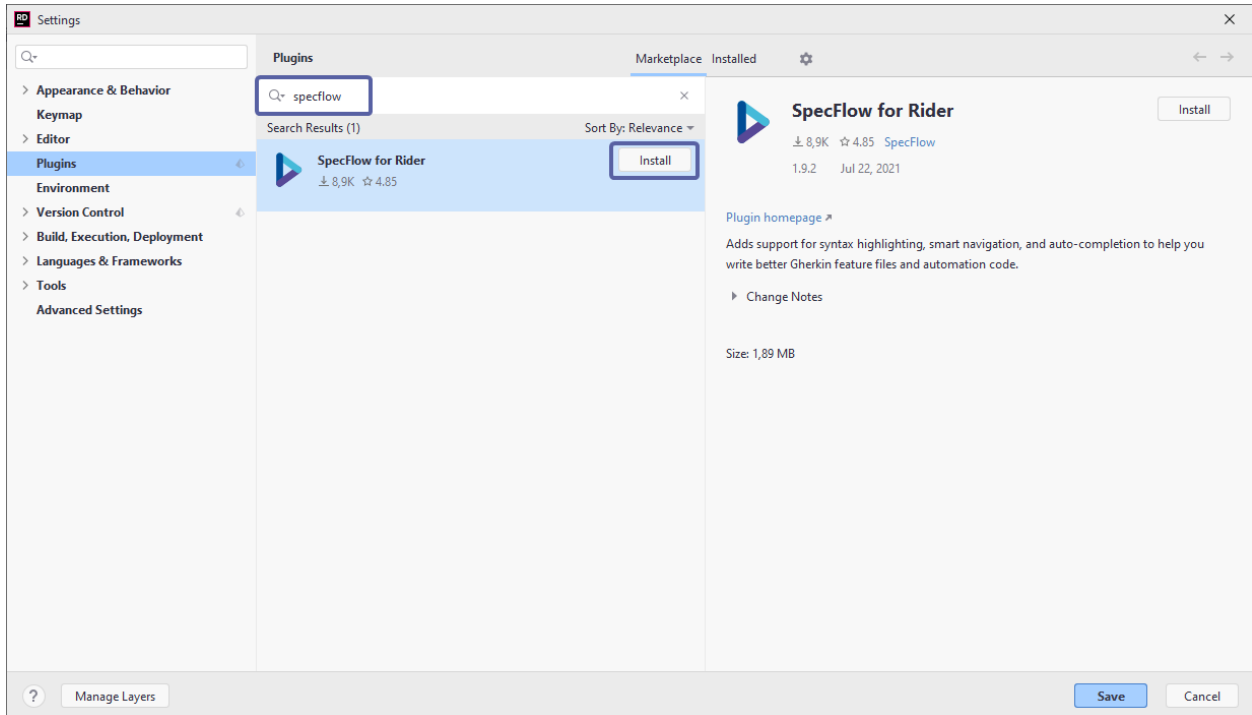 RD
Settings
Appearance & Behavior
Keymap
Editor
Plugins
Environment
Version Control
Build, Execution, Deployment
Languages & Frameworks
Tools
Advanced Settings
Plugins
Marketplace Installed
specflow
Search Results (1) Sort By: Relevance
SpecFlow for Rider
8,9K 4.85
Install
SpecFlow for Rider
Install
8,9K 4.85 SpecFlow
1.9.2 Jul 22, 2021
Plugin homepage
Adds support for syntax highlighting, smart navigation, and auto-completion to help you
write better Gherkin feature files and automation code.
Change Notes
Size: 1,89 MB
? Manage Layers
Save Cancel